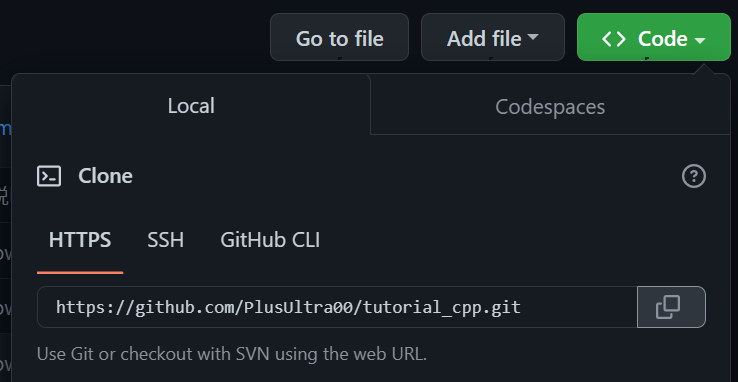 Go to file Add file Code
Local Codespaces
Clone
HTTPS SSH GitHub CLI
https://github.com/PlusUltra00/tutorial_cpp.git
Use Git or checkout with SVN using the web URL.